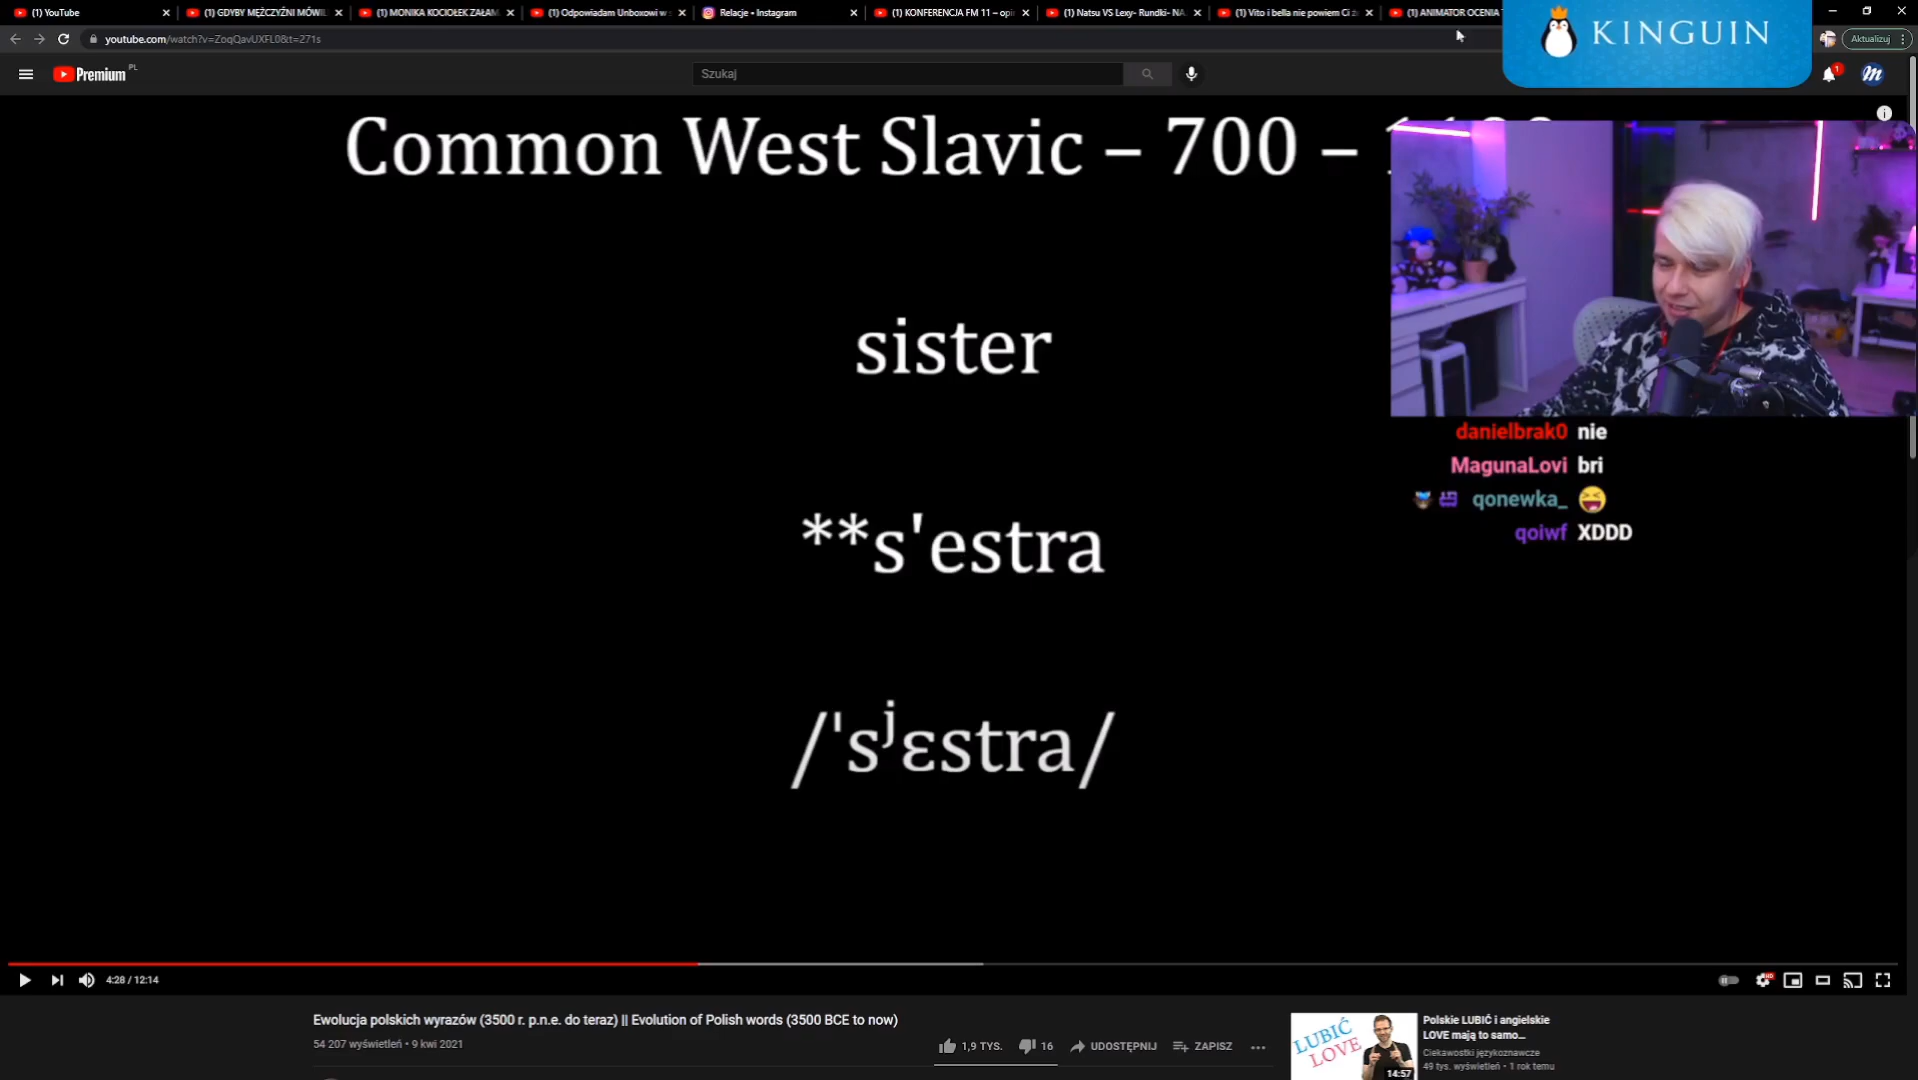 (1) YouTube
(1) GDYBY MĘŻCZYŹNI MÓWIL
(1) MONIKA KOCIOŁEK ZAŁAM
(1) Odpowiadam Unboxowi w s
Relacje • Instagram
(1) KONFERENCJA FM 11 – opi
(1) Natsu VS Lexy- Rundki- NA
(1) Vito i bella nie powiem Ci ż
(1) ANIMATOR OCENIA
KINGUIN
youtube.com/watch?v=ZoqQavUXFL0&t=271s
Aktualizuj
Premium PL
Szukaj
1
Common West Slavic – 700 –
sister
**s'estra
/ˈsʲɛstra/
danielbrak0 nie
MagunaLovi bri
qonewka_ 😆
qoiwf XDDD
4:28 / 12:14
HD
Ewolucja polskich wyrazów (3500 r. p.n.e. do teraz) || Evolution of Polish words (3500 BCE to now)
54 207 wyświetleń • 9 kwi 2021
1,9 TYS.
16
UDOSTĘPNIJ
ZAPISZ
LUBIĆ
LOVE
14:57
Polskie LUBIĆ i angielskie
LOVE mają to samo...
Ciekawostki językoznawcze
49 tys. wyświetleń • 1 rok temu